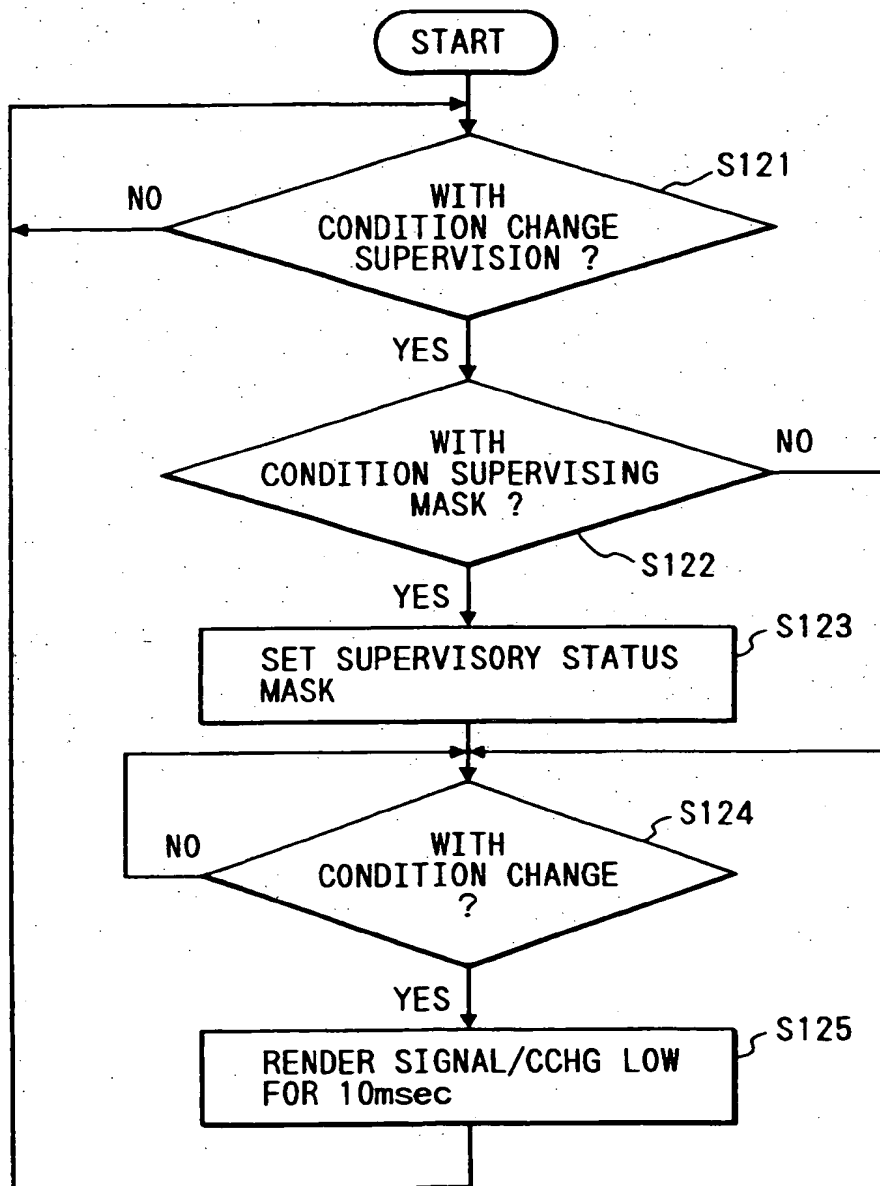 START
S121
NO
WITH
CONDITION CHANGE
SUPERVISION ?
YES
WITH
CONDITION SUPERVISING
MASK ?
NO
S122
YES
S123
SET SUPERVISORY STATUS
MASK
S124
NO
WITH
CONDITION CHANGE
?
YES
S125
RENDER SIGNAL/CCHG LOW
FOR 10msec